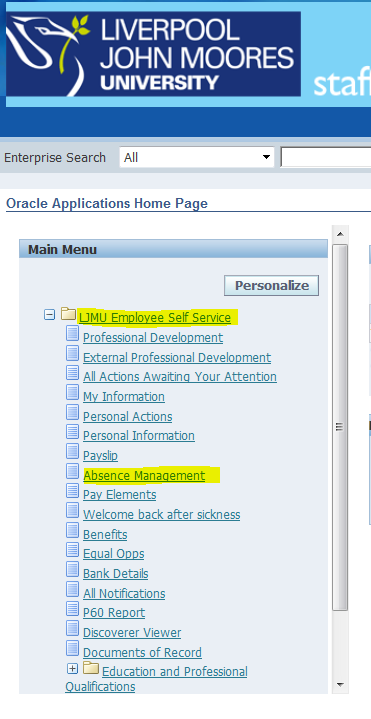 LIVERPOOL
JOHN MOORES
UNIVERSITY
staf
Enterprise Search All
Oracle Applications Home Page
Main Menu
Personalize
LJMU Employee Self Service
Professional Development
External Professional Development
All Actions Awaiting Your Attention
My Information
Personal Actions
Personal Information
Payslip
Absence Management
Pay Elements
Welcome back after sickness
Benefits
Equal Opps
Bank Details
All Notifications
P60 Report
Discoverer Viewer
Documents of Record
Education and Professional
Qualifications